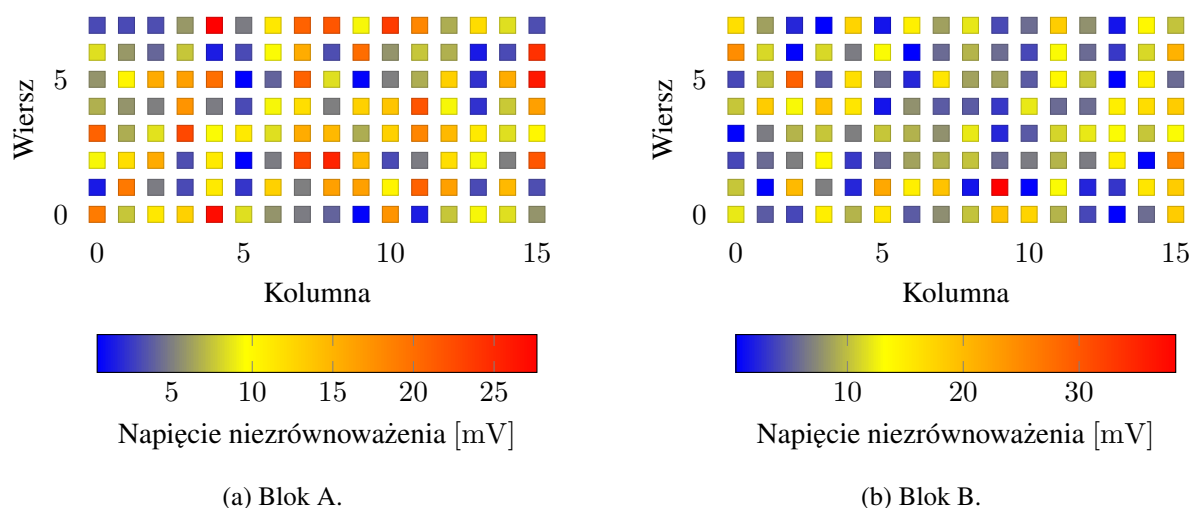 Wiersz
5
0
0 5 10 15
Kolumna
5 10 15 20 25
Napięcie niezrównoważenia [mV]
(a) Blok A.
Wiersz
5
0
0 5 10 15
Kolumna
10 20 30
Napięcie niezrównoważenia [mV]
(b) Blok B.